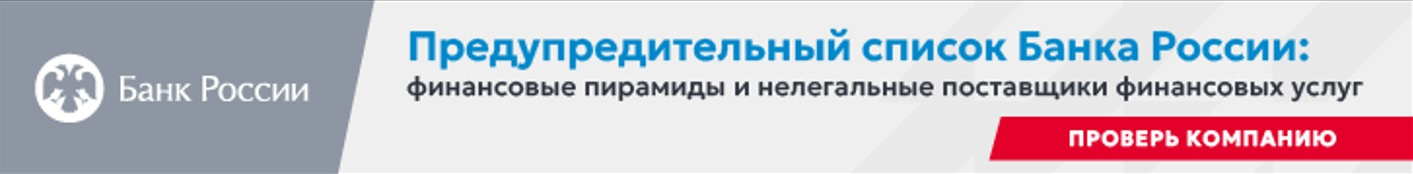 Банк России
Предупредительный список Банка России:
финансовые пирамиды и нелегальные поставщики финансовых услуг
ПРОВЕРЬ КОМПАНИЮ